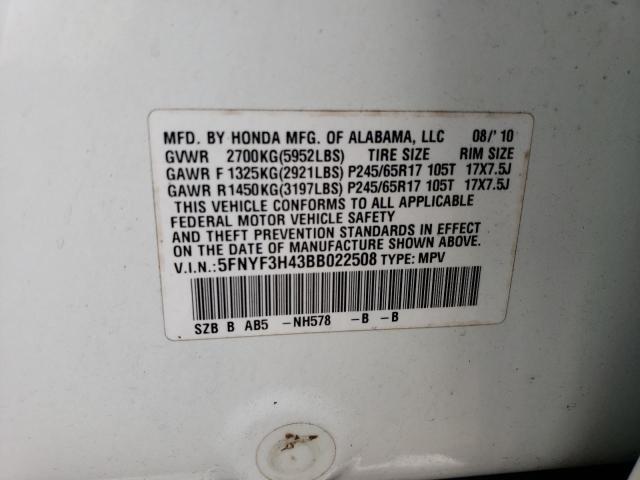 MFD. BY HONDA MFG. OF ALABAMA, LLC 08/'10
GVWR 2700KG(5952LBS) TIRE SIZE RIM SIZE
GAWR F 1325KG(2921LBS) P245/65R17 105T 17X7.5J
GAWR R1450KG(3197LBS) P245/65R17 105T 17X7.5J
THIS VEHICLE CONFORMS TO ALL APPLICABLE
FEDERAL MOTOR VEHICLE SAFETY
AND THEFT PREVENTION STANDARDS IN EFFECT
ON THE DATE OF MANUFACTURE SHOWN ABOVE.
V.I.N.: 5FNYF3H43BB022508 TYPE: MPV
SZB B AB5 -NH578 -B -B